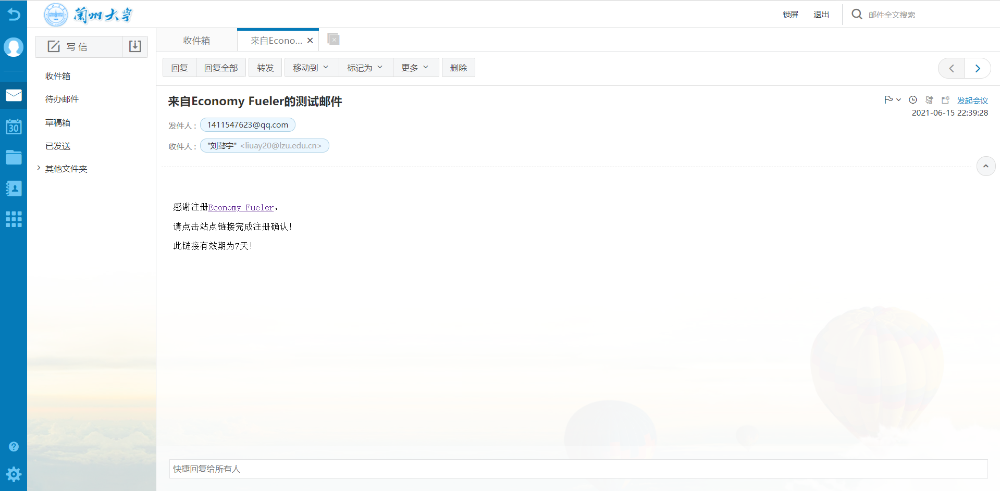 兰州大学
锁屏
退出
邮件全文搜索
写信
收件箱
待办邮件
草稿箱
已发送
其他文件夹
30
收件箱
来自Econo...
回复
回复全部
转发
移动到
标记为
更多
删除
来自Economy Fueler的测试邮件
发起会议
2021-06-15 22:39:28
发件人：
1411547623@qq.com
收件人：
"刘骜宇" <liuay20@lzu.edu.cn>
感谢注册Economy Fueler，
请点击站点链接完成注册确认！
此链接有效期为7天！
快捷回复给所有人